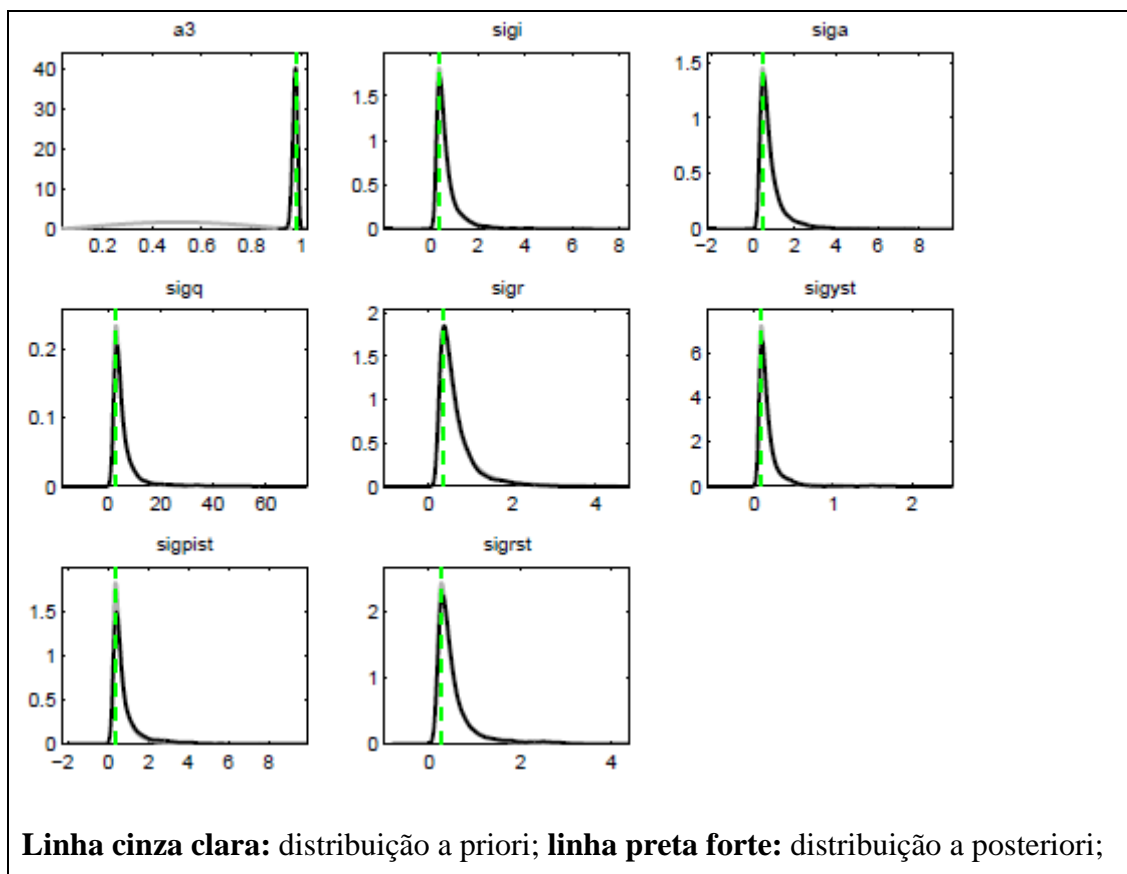 a3
sigi
siga
40
30
20
10
0
0.2 0.4 0.6 0.8 1
1.5
1
0.5
0
0 2 4 6 8
1.5
1
0.5
0
−2 0 2 4 6 8
sigq
sigr
sigyst
0.2
0.1
0
0 20 40 60
2
1.5
1
0.5
0
0 2 4
6
4
2
0
0 1 2
sigpist
sigrst
1.5
1
0.5
0
−2 0 2 4 6 8
2
1
0
0 2 4
Linha cinza clara: distribuição a priori; linha preta forte: distribuição a posteriori;